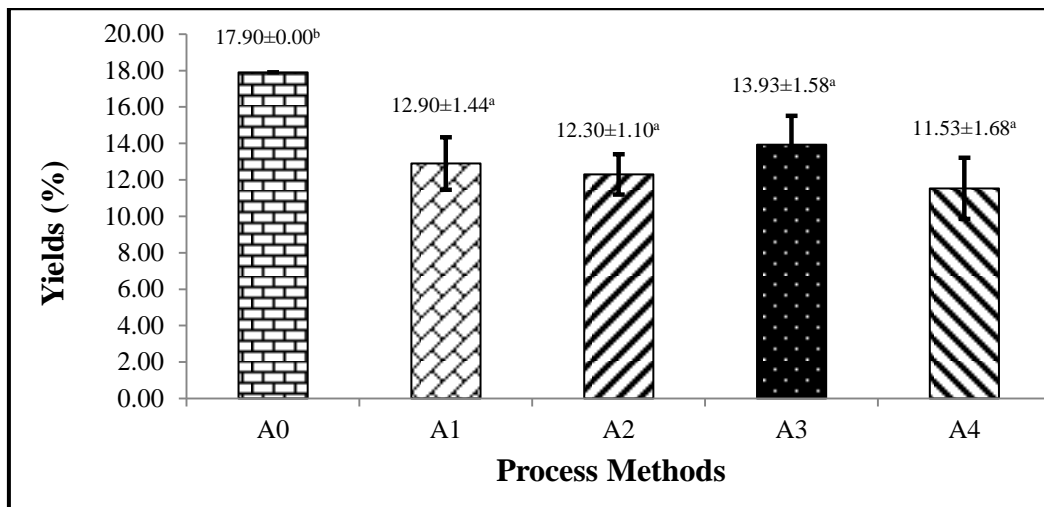 20.00
18.00
16.00
14.00
12.00
10.00
8.00
6.00
4.00
2.00
0.00
Yields (%)
17.90±0.00ᵇ
12.90±1.44ᵃ
12.30±1.10ᵃ
13.93±1.58ᵃ
11.53±1.68ᵃ
A0 A1 A2 A3 A4
Process Methods